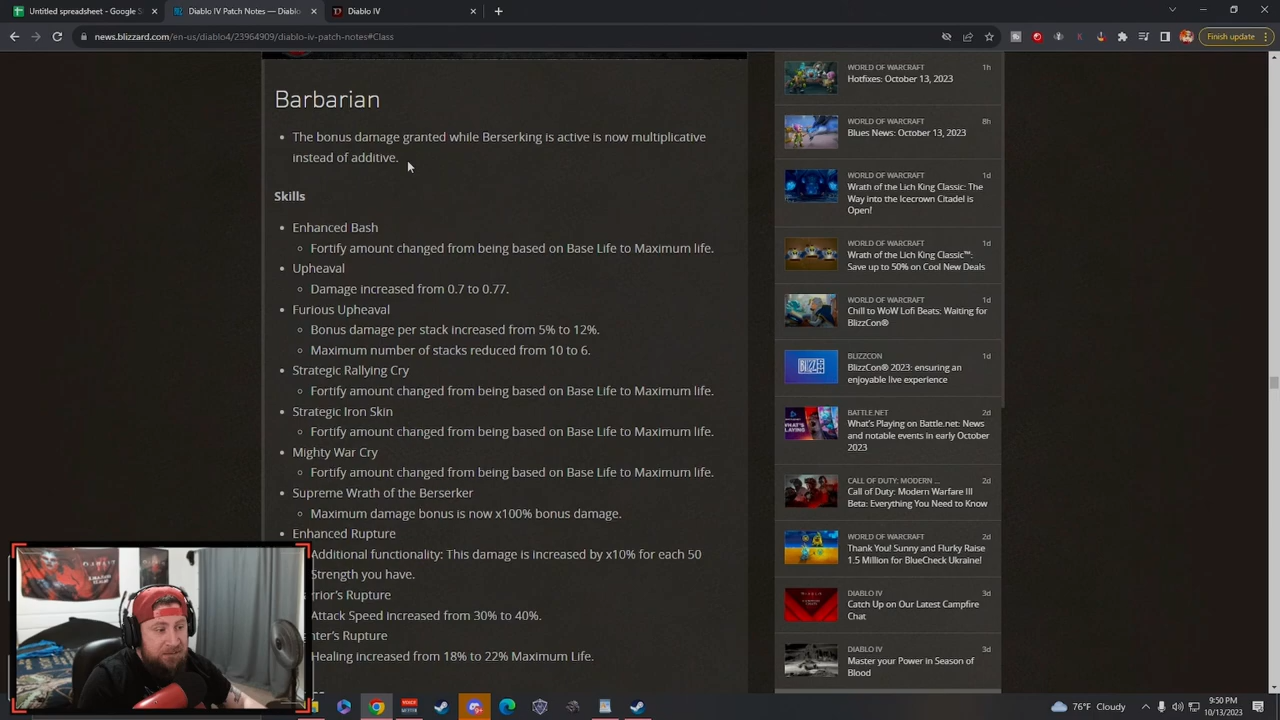 Untitled spreadsheet - Google S
Diablo IV Patch Notes — Diablo
Diablo IV
news.blizzard.com/en-us/diablo4/23964909/diablo-iv-patch-notes#Class
Finish update
Barbarian
• The bonus damage granted while Berserking is active is now multiplicative
instead of additive.
Skills
• Enhanced Bash
Fortify amount changed from being based on Base Life to Maximum life.
• Upheaval
Damage increased from 0.7 to 0.77.
• Furious Upheaval
Bonus damage per stack increased from 5% to 12%.
Maximum number of stacks reduced from 10 to 6.
• Strategic Rallying Cry
Fortify amount changed from being based on Base Life to Maximum life.
• Strategic Iron Skin
Fortify amount changed from being based on Base Life to Maximum life.
• Mighty War Cry
Fortify amount changed from being based on Base Life to Maximum life.
• Supreme Wrath of the Berserker
Maximum damage bonus is now x100% bonus damage.
• Enhanced Rupture
Additional functionality: This damage is increased by x10% for each 50
Strength you have.
rior's Rupture
Attack Speed increased from 30% to 40%.
ter's Rupture
Healing increased from 18% to 22% Maximum Life.
WORLD OF WARCRAFT 1h
Hotfixes: October 13, 2023
WORLD OF WARCRAFT 8h
Blues News: October 13, 2023
WORLD OF WARCRAFT 1d
Wrath of the Lich King Classic: The
Way into the Icecrown Citadel is
Open!
WORLD OF WARCRAFT 1d
Wrath of the Lich King Classic™:
Save up to 50% on Cool New Deals
WORLD OF WARCRAFT 1d
Chill to WoW Lofi Beats: Waiting for
BlizzCon®
BLIZZCON 1d
BlizzCon® 2023: ensuring an
enjoyable live experience
BATTLE.NET 2d
What's Playing on Battle.net: News
and notable events in early October
2023
CALL OF DUTY: MODERN ... 2d
Call of Duty: Modern Warfare III
Beta: Everything You Need to Know
WORLD OF WARCRAFT 2d
Thank You! Sunny and Flurky Raise
1.5 Million for BlueCheck Ukraine!
DIABLO IV 3d
Catch Up on Our Latest Campfire
Chat
DIABLO IV 3d
Master your Power in Season of
Blood
76°F Cloudy
9:50 PM
10/13/2023